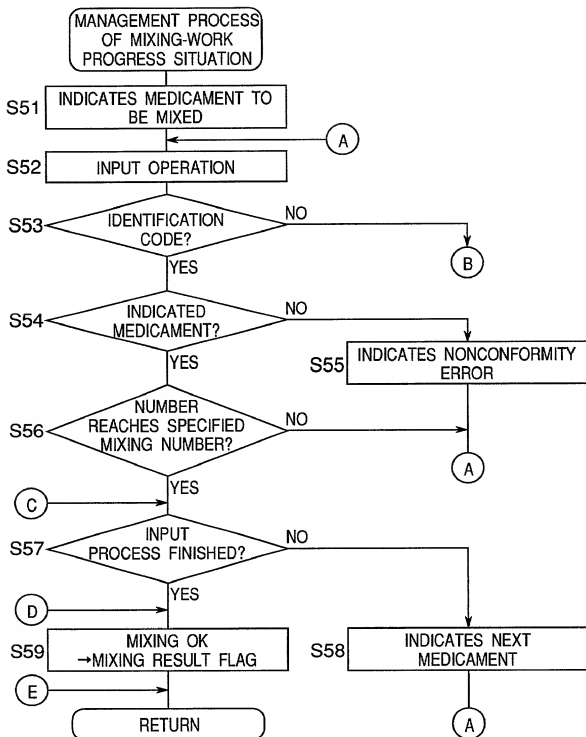 MANAGEMENT PROCESS
OF MIXING-WORK
PROGRESS SITUATION
S51
INDICATES MEDICAMENT TO
BE MIXED
A
S52
INPUT OPERATION
S53
IDENTIFICATION
CODE?
NO
B
YES
S54
INDICATED
MEDICAMENT?
NO
YES
S55
INDICATES NONCONFORMITY
ERROR
S56
NUMBER
REACHES SPECIFIED
MIXING NUMBER?
NO
A
YES
C
S57
INPUT
PROCESS FINISHED?
NO
YES
D
S59
MIXING OK
→MIXING RESULT FLAG
S58
INDICATES NEXT
MEDICAMENT
E
A
RETURN